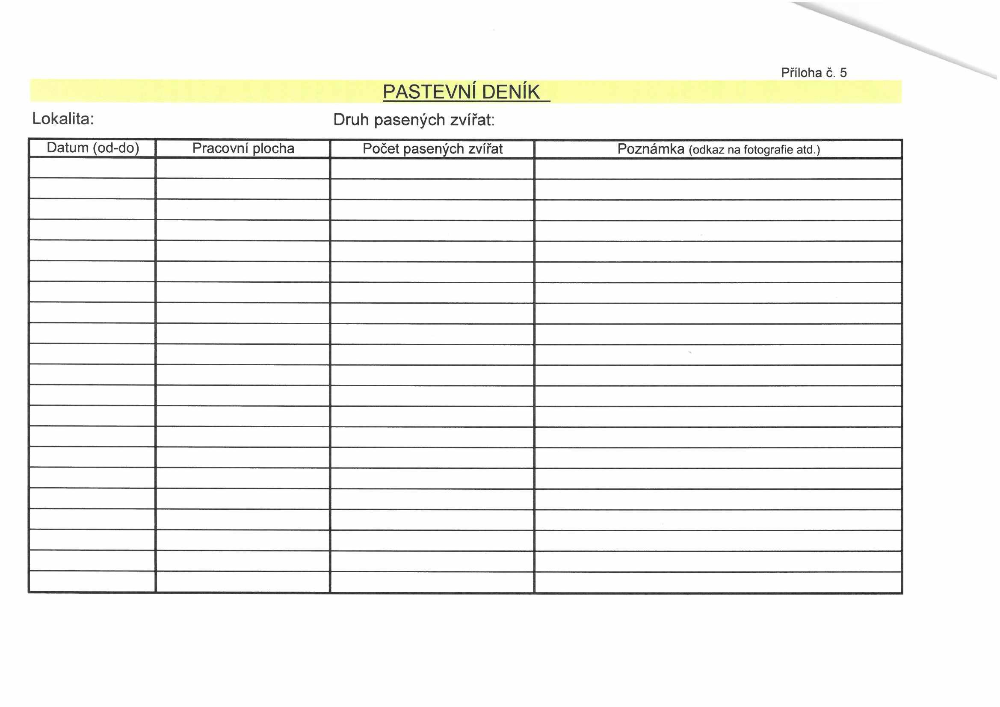 Příloha č. 5
PASTEVNÍ DENÍK
Lokalita: Druh pasených zvířat:
Datum (od-do) Pracovní plocha Počet pasených zvířat Poznámka (odkaz na fotografie atd.)